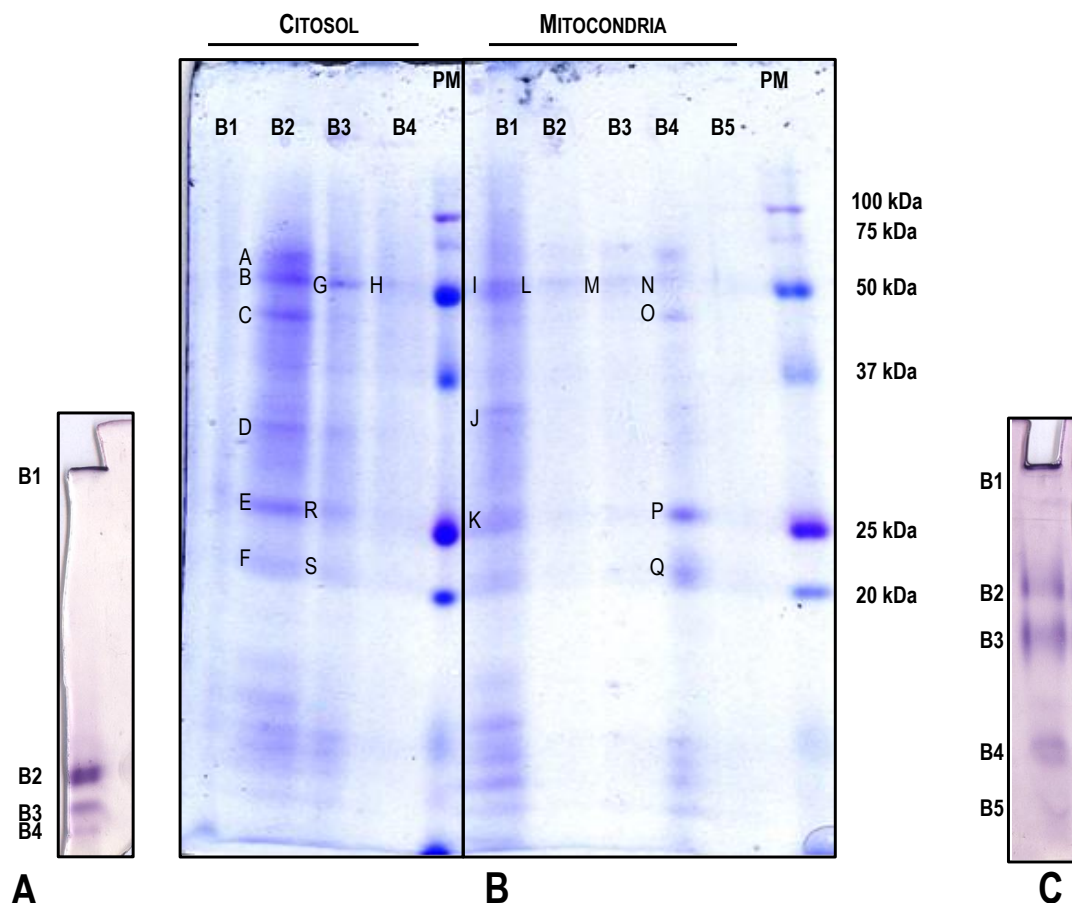 CITOSOL MITOCONDRIA
PM PM
B1 B2 B3 B4 B1 B2 B3 B4 B5
100 kDa
A 75 kDa
B G H I L M N 50 kDa
C O
37 kDa
D J
B1 B1
E R K P 25 kDa
F S Q
20 kDa B2
B3
B2 B4
B3 B5
B4
A B C